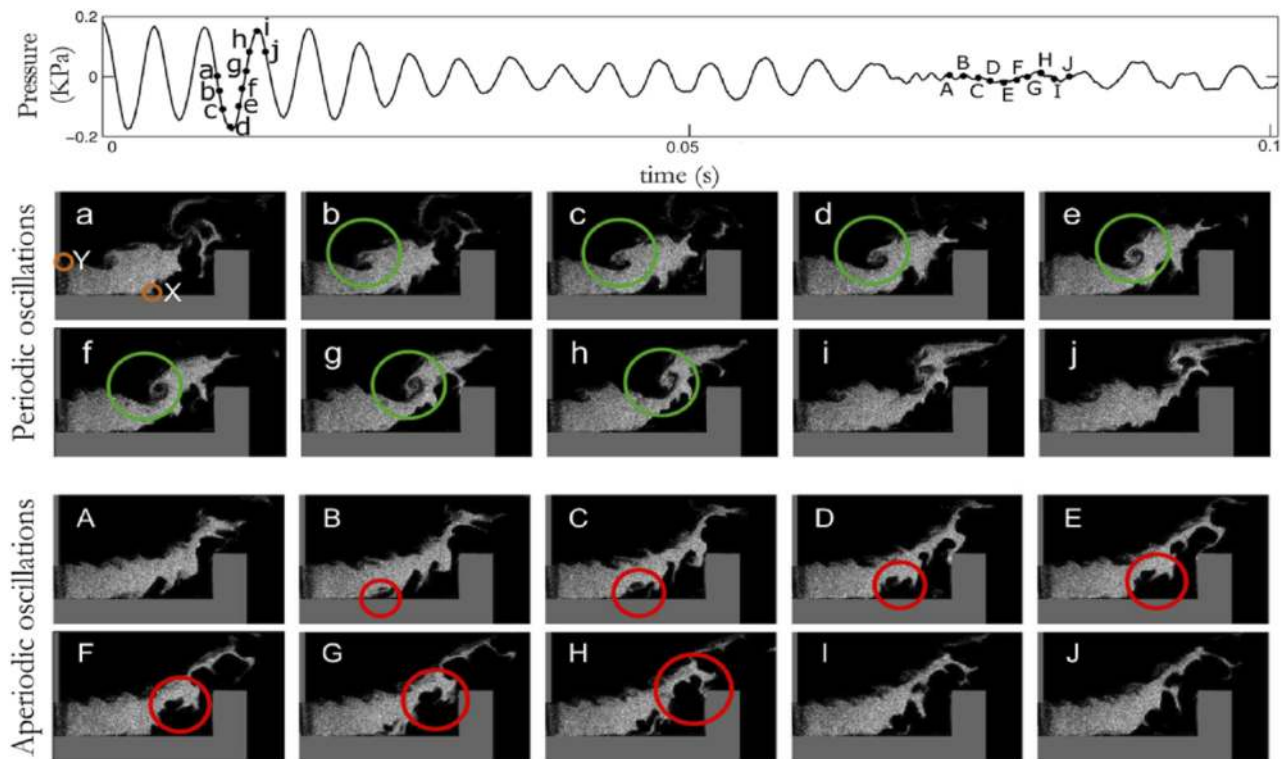 Pressure
(KPa)
0.2
0
−0.2
a
b
c
d
e
f
g
h
i
j
A
B
C
D
E
F
G
H
I
J
0
0.05
0.1
time (s)
Periodic oscillations
a
Y
X
b
c
d
e
f
g
h
i
j
Aperiodic oscillations
A
B
C
D
E
F
G
H
I
J